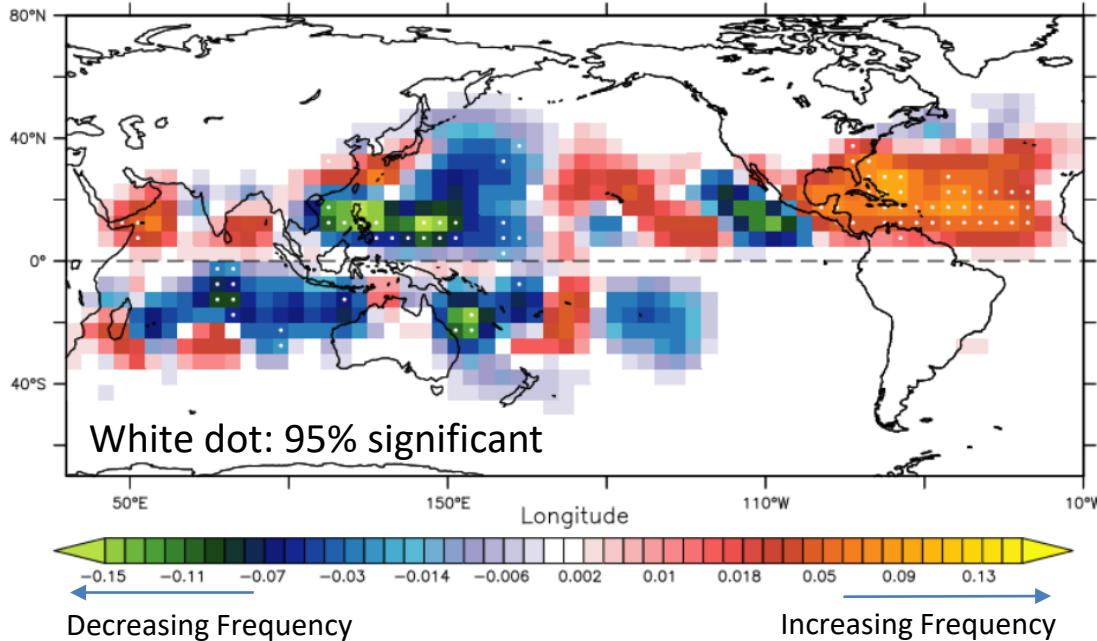 80°N
40°N
0°
40°S
White dot: 95% significant
50°E 150°E 110°W 10°W
Longitude
−0.15 −0.11 −0.07 −0.03 −0.014 −0.006 0.002 0.01 0.018 0.05 0.09 0.13
Decreasing Frequency Increasing Frequency